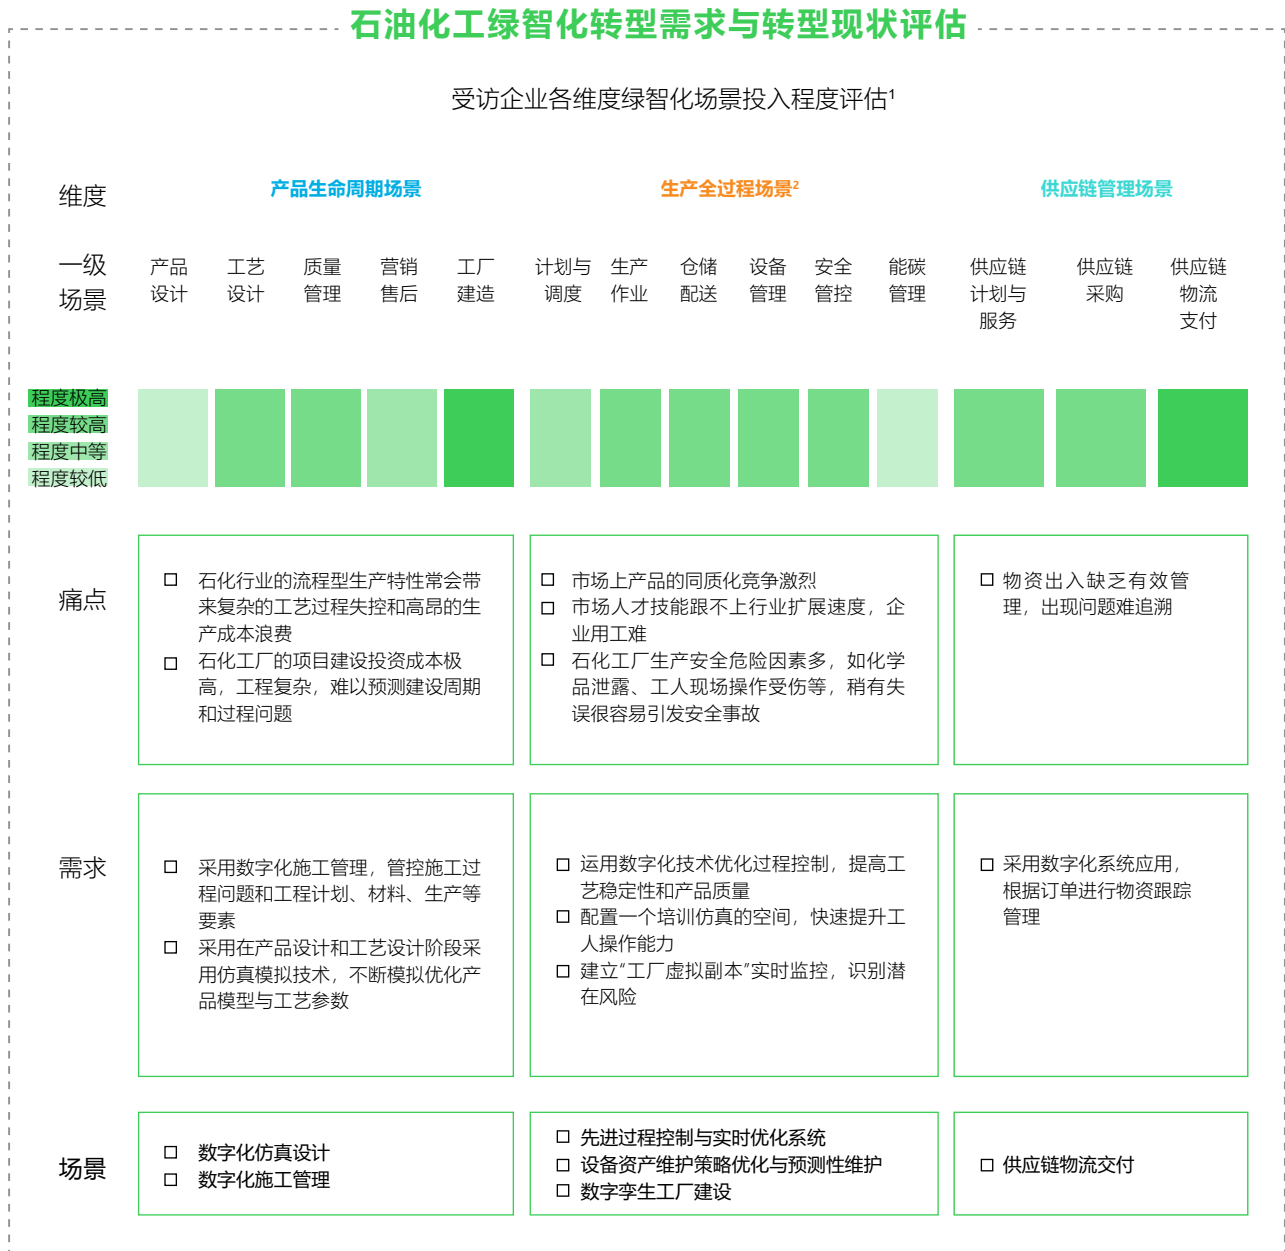 石油化工绿智化转型需求与转型现状评估
受访企业各维度绿智化场景投入程度评估¹
维度
产品生命周期场景
生产全过程场景²
供应链管理场景
一级
场景
产品
设计
工艺
设计
质量
管理
营销
售后
工厂
建造
计划与
调度
生产
作业
仓储
配送
设备
管理
安全
管控
能碳
管理
供应链
计划与
服务
供应链
采购
供应链
物流
支付
程度极高
程度较高
程度中等
程度较低
痛点
石化行业的流程型生产特性常会带
来复杂的工艺过程失控和高昂的生
产成本浪费
石化工厂的项目建设投资成本极
高，工程复杂，难以预测建设周期
和过程问题
市场上产品的同质化竞争激烈
市场人才技能跟不上行业扩展速度，企
业用工难
石化工厂生产安全危险因素多，如化学
品泄露、工人现场操作受伤等，稍有失
误很容易引发安全事故
物资出入缺乏有效管
理，出现问题难追溯
需求
采用数字化施工管理，管控施工过
程问题和工程计划、材料、生产等
要素
采用在产品设计和工艺设计阶段采
用仿真模拟技术，不断模拟优化产
品模型与工艺参数
运用数字化技术优化过程控制，提高工
艺稳定性和产品质量
配置一个培训仿真的空间，快速提升工
人操作能力
建立“工厂虚拟副本”实时监控，识别潜
在风险
采用数字化系统应用，
根据订单进行物资跟踪
管理
场景
数字化仿真设计
数字化施工管理
先进过程控制与实时优化系统
设备资产维护策略优化与预测性维护
数字孪生工厂建设
供应链物流交付